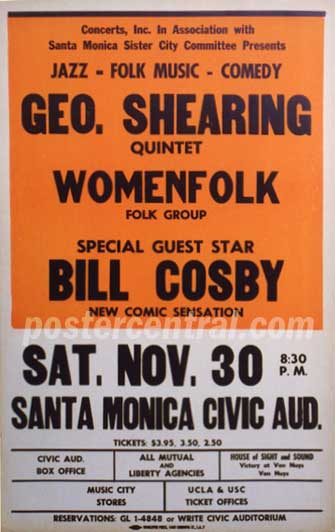 Concerts, Inc. In Association with
Santa Monica Sister City Committee Presents
JAZZ - FOLK MUSIC - COMEDY
GEO. SHEARING
QUINTET
WOMENFOLK
FOLK GROUP
SPECIAL GUEST STAR
BILL COSBY
NEW COMIC SENSATION
postercentral.com
SAT. NOV. 30 8:30 P. M.
SANTA MONICA CIVIC AUD.
TICKETS: $3.95, 3.50, 2.50
CIVIC AUD.
BOX OFFICE
ALL MUTUAL
AND
LIBERTY AGENCIES
HOUSE of SIGHT and SOUND
Victory at Van Nuys
Van Nuys
MUSIC CITY
STORES
UCLA & USC
TICKET OFFICES
RESERVATIONS: GL 1-4848 or WRITE CIVIC AUDITORIUM